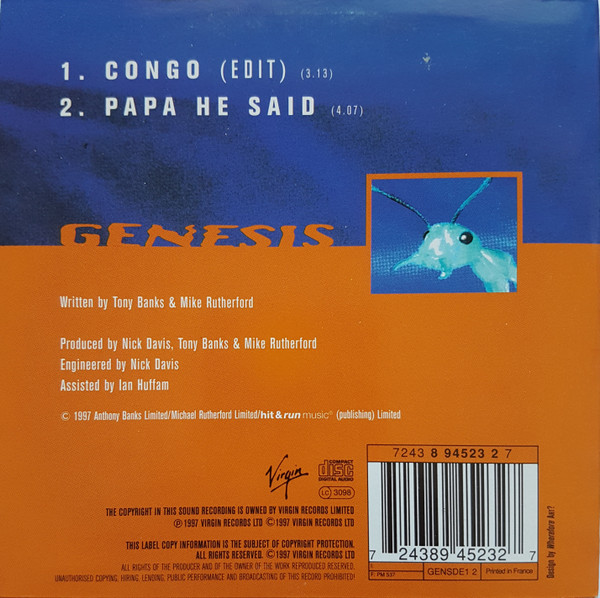 1. CONGO (EDIT) (3.13)
2. PAPA HE SAID (4.07)
GENESIS
Written by Tony Banks & Mike Rutherford
Produced by Nick Davis, Tony Banks & Mike Rutherford
Engineered by Nick Davis
Assisted by Ian Huffam
© 1997 Anthony Banks Limited/Michael Rutherford Limited/hit & run music® (publishing) Limited
Virgin
COMPACT
disc
DIGITAL AUDIO
LC 3098
THE COPYRIGHT IN THIS SOUND RECORDING IS OWNED BY VIRGIN RECORDS LIMITED
℗ 1997 VIRGIN RECORDS LTD © 1997 VIRGIN RECORDS LTD
THIS LABEL COPY INFORMATION IS THE SUBJECT OF COPYRIGHT PROTECTION.
ALL RIGHTS RESERVED. © 1997 VIRGIN RECORDS LTD
ALL RIGHTS OF THE PRODUCER AND OF THE OWNER OF THE WORK REPRODUCED RESERVED.
UNAUTHORISED COPYING, HIRING, LENDING, PUBLIC PERFORMANCE AND BROADCASTING OF THIS RECORD PROHIBITED!
7243 8 94523 2 7
7 24389 45232 7
F: PM 537 GENSDE1·2 Printed in France
Design by Wherefore Art?